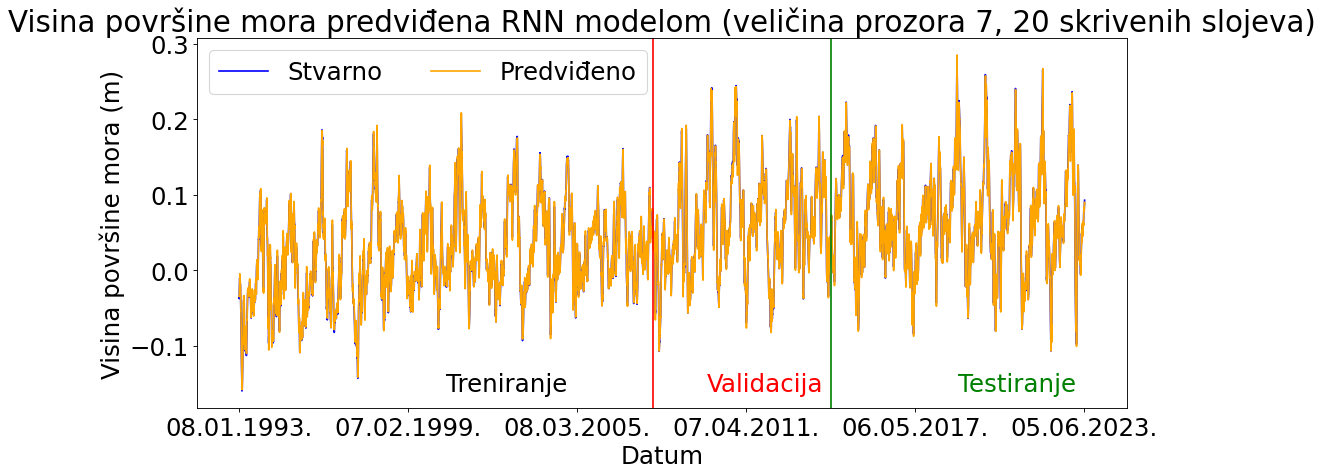 Visina površine mora predviđena RNN modelom (veličina prozora 7, 20 skrivenih slojeva)
Stvarno Predviđeno
Visina površine mora (m)
0.3
0.2
0.1
0.0
−0.1
Treniranje Validacija Testiranje
08.01.1993. 07.02.1999. 08.03.2005. 07.04.2011. 06.05.2017. 05.06.2023.
Datum